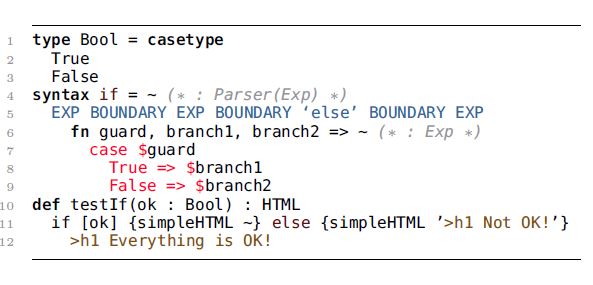 1 type Bool = casetype
2 True
3 False
4 syntax if = ~ (* : Parser(Exp) *)
5 EXP BOUNDARY EXP BOUNDARY ‘else’ BOUNDARY EXP
6 fn guard, branch1, branch2 => ~ (* : Exp *)
7 case $guard
8 True => $branch1
9 False => $branch2
10 def testIf(ok : Bool) : HTML
11 if [ok] {simpleHTML ~} else {simpleHTML ’>h1 Not OK!’}
12 >h1 Everything is OK!